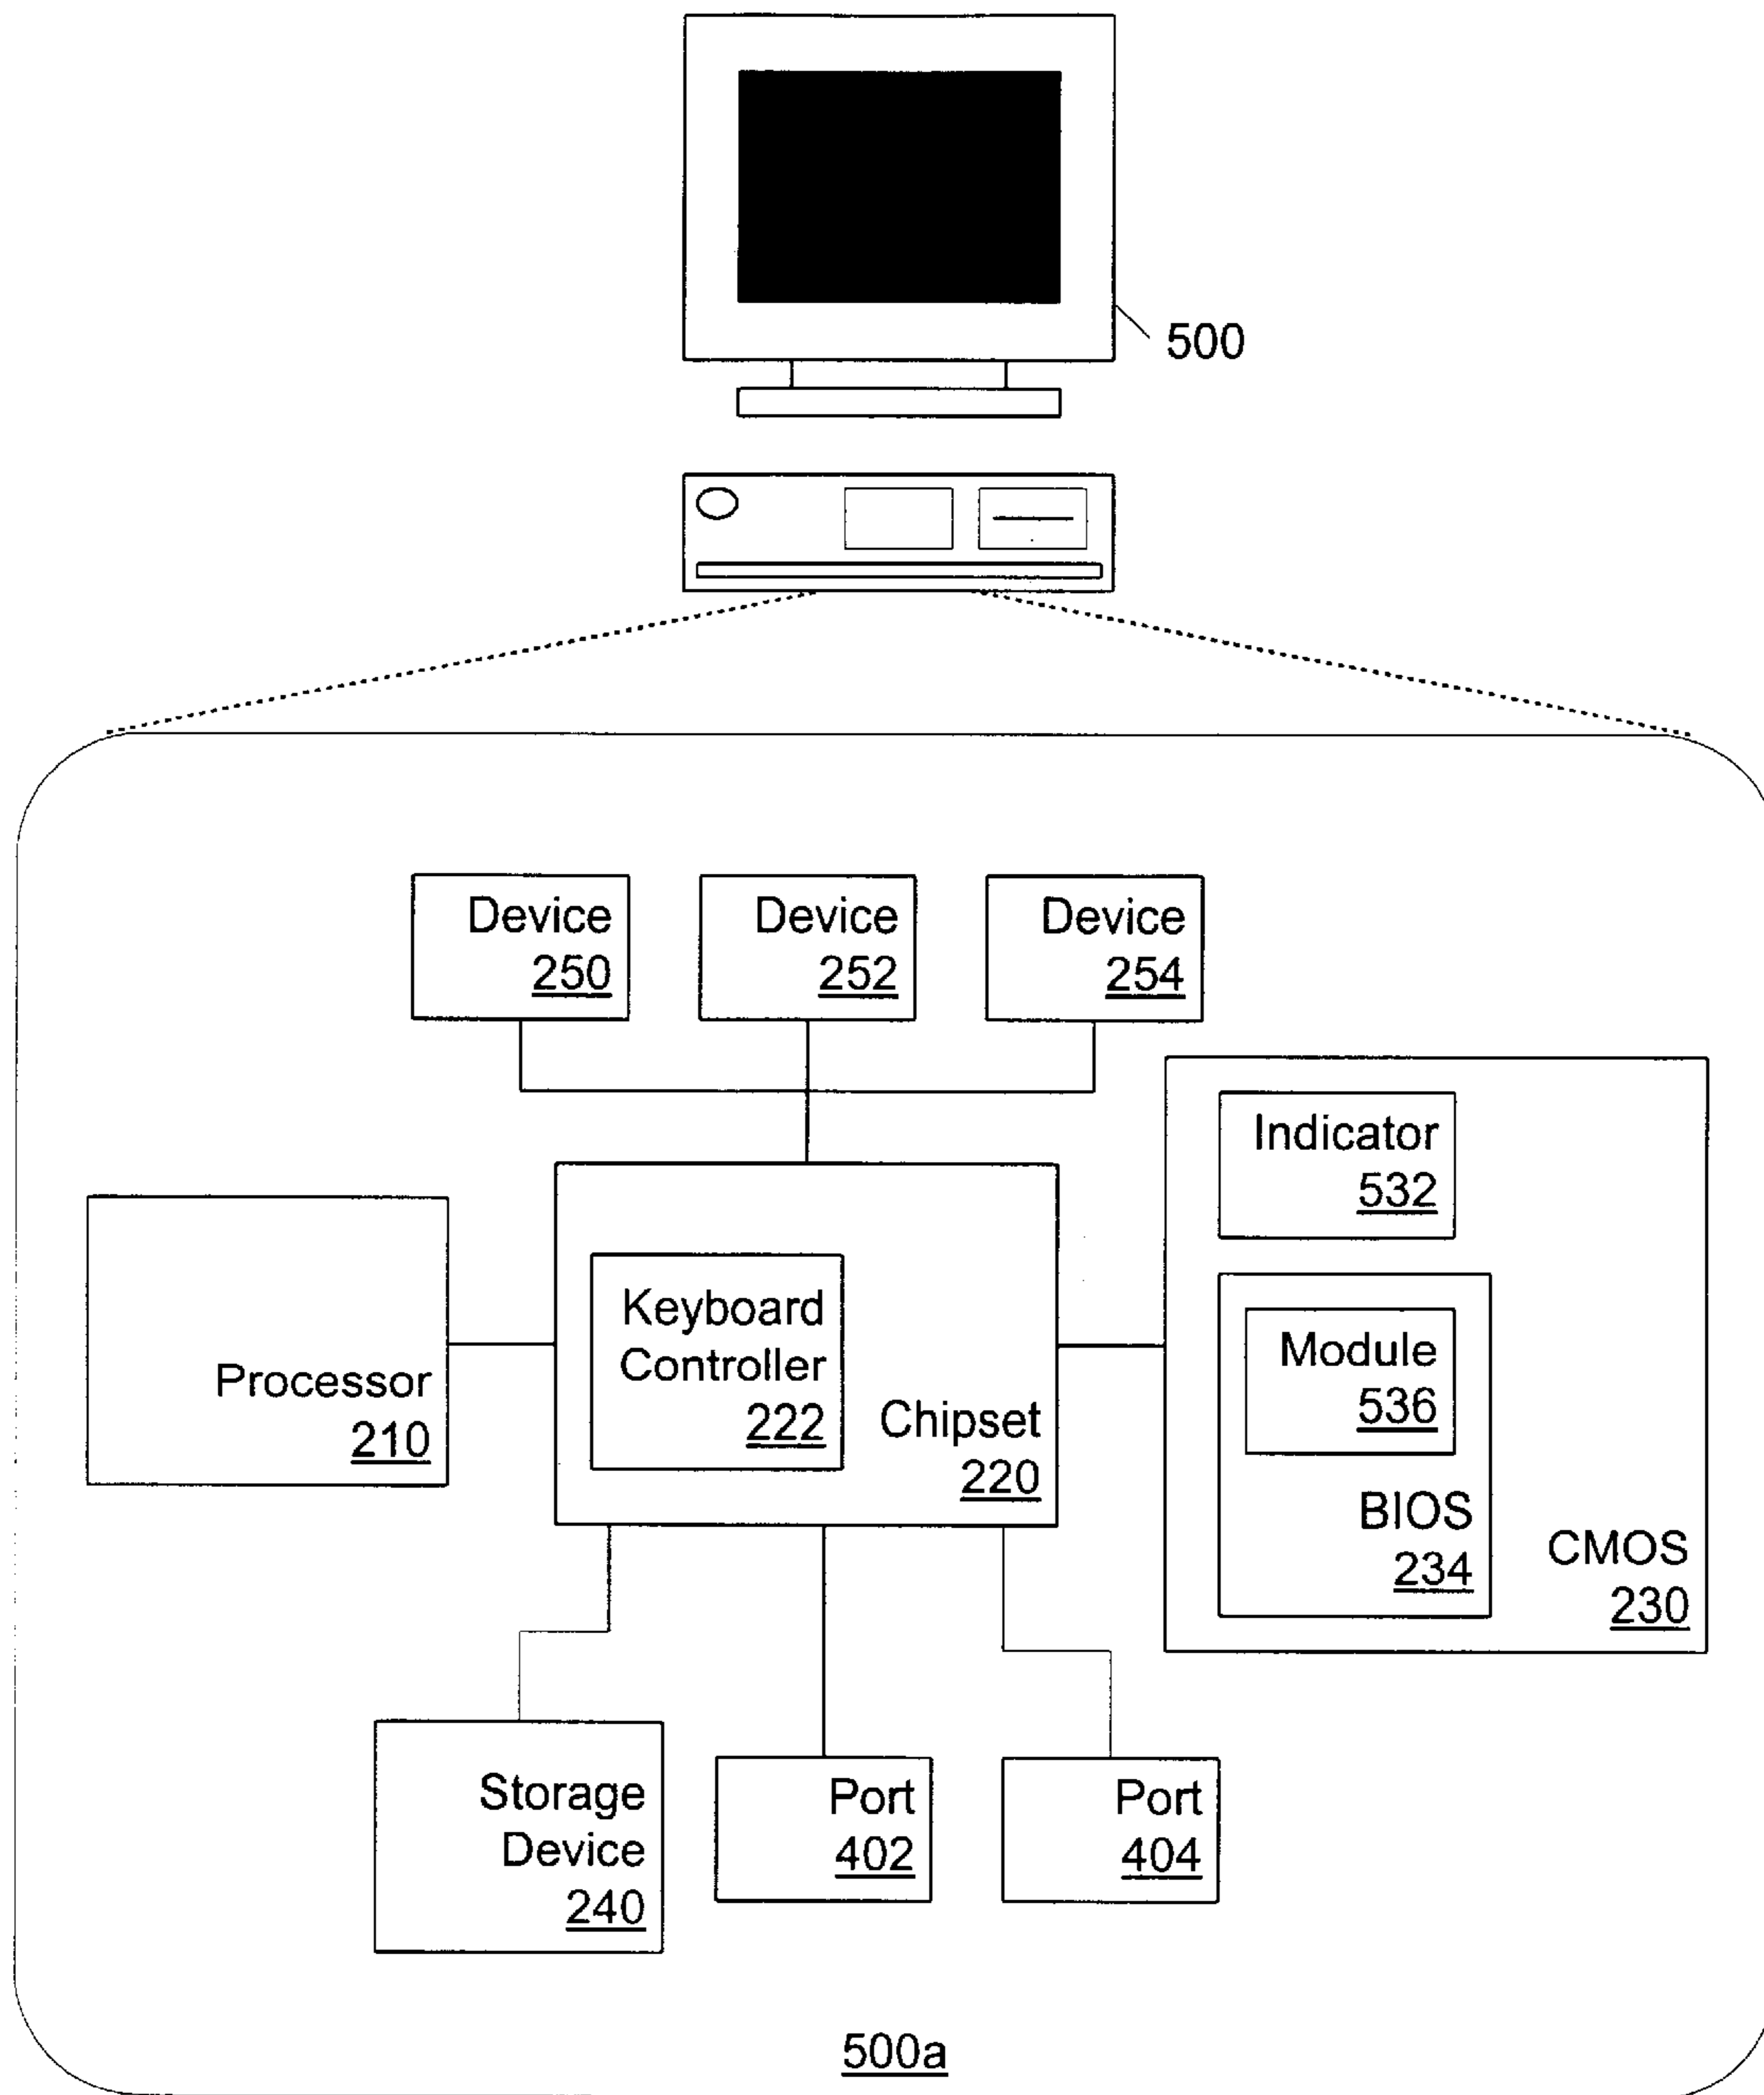 500
Device
250
Device
252
Device
254
Indicator
532
Keyboard
Controller
222
Chipset
220
Processor
210
Module
536
BIOS
234
CMOS
230
Storage
Device
240
Port
402
Port
404
500a